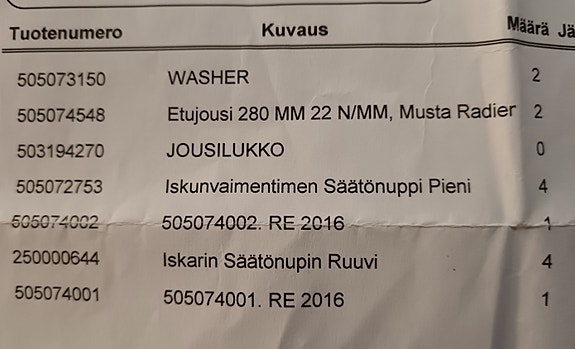 Tuotenumero Kuvaus Määrä Jä
505073150 WASHER 2
505074548 Etujousi 280 MM 22 N/MM, Musta Radier 2
503194270 JOUSILUKKO 0
505072753 Iskunvaimentimen Säätönuppi Pieni 4
505074002 505074002. RE 2016 1
250000644 Iskarin Säätönupin Ruuvi 4
505074001 505074001. RE 2016 1